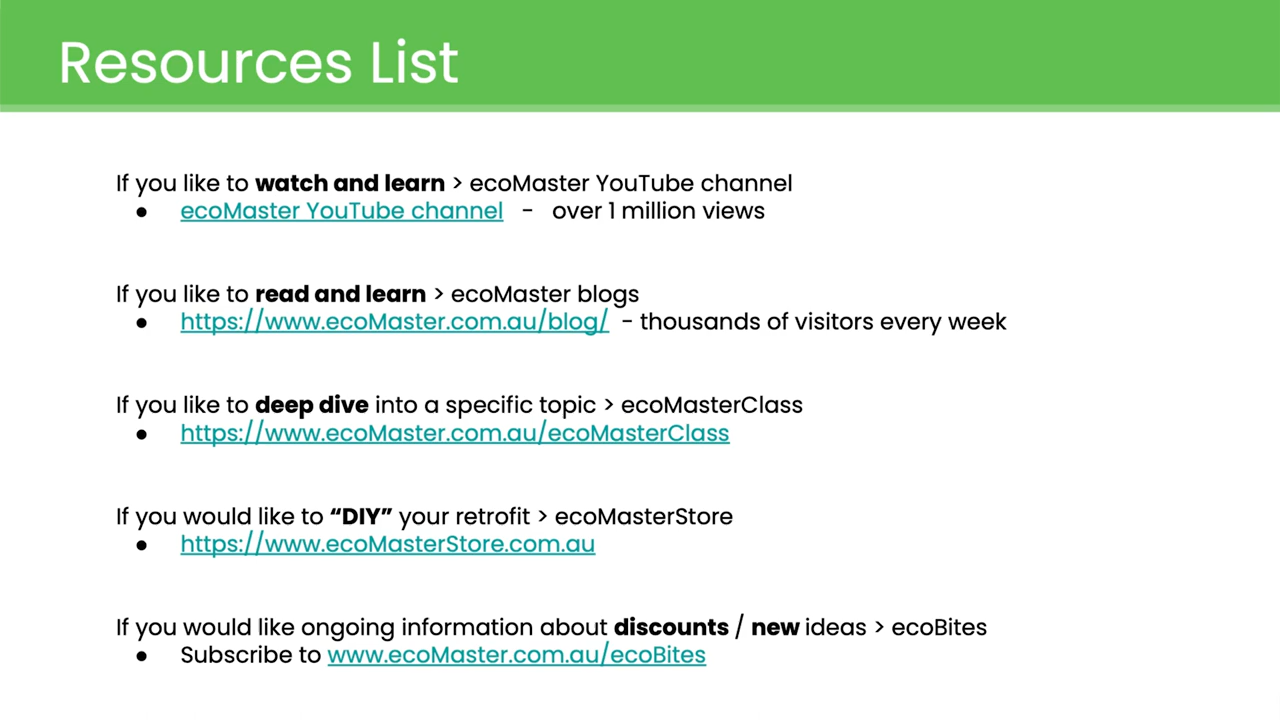 Resources List
If you like to watch and learn > ecoMaster YouTube channel
● ecoMaster YouTube channel - over 1 million views
If you like to read and learn > ecoMaster blogs
● https://www.ecoMaster.com.au/blog/ - thousands of visitors every week
If you like to deep dive into a specific topic > ecoMasterClass
● https://www.ecoMaster.com.au/ecoMasterClass
If you would like to “DIY” your retrofit > ecoMasterStore
● https://www.ecoMasterStore.com.au
If you would like ongoing information about discounts / new ideas > ecoBites
● Subscribe to www.ecoMaster.com.au/ecoBites